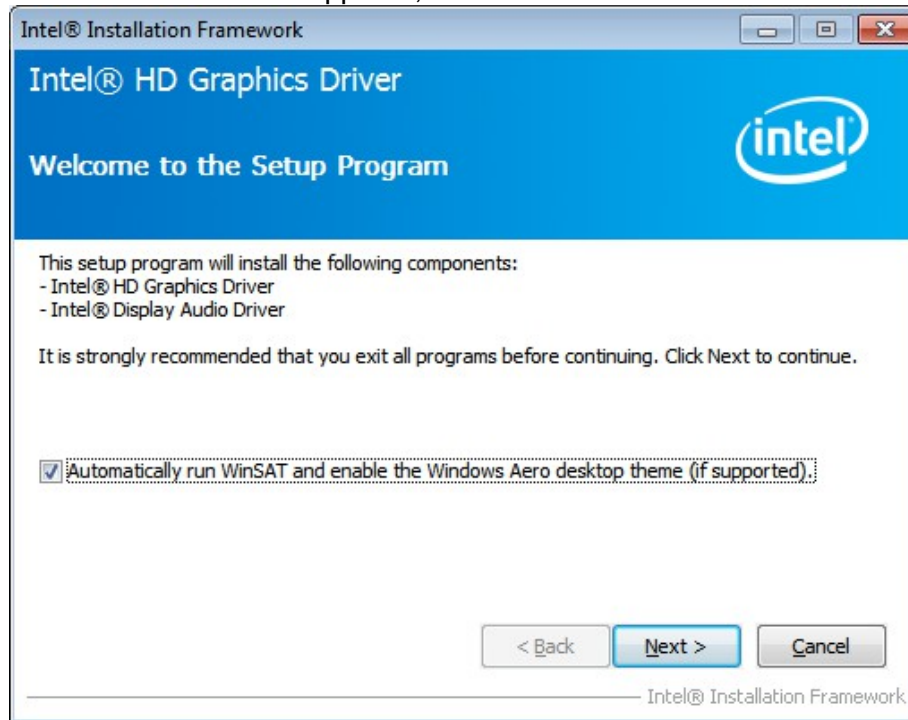 Intel® Installation Framework
Intel® HD Graphics Driver
intel
Welcome to the Setup Program
This setup program will install the following components:
- Intel® HD Graphics Driver
- Intel® Display Audio Driver
It is strongly recommended that you exit all programs before continuing. Click Next to continue.
Automatically run WinSAT and enable the Windows Aero desktop theme (if supported).
< Back Next > Cancel
Intel® Installation Framework